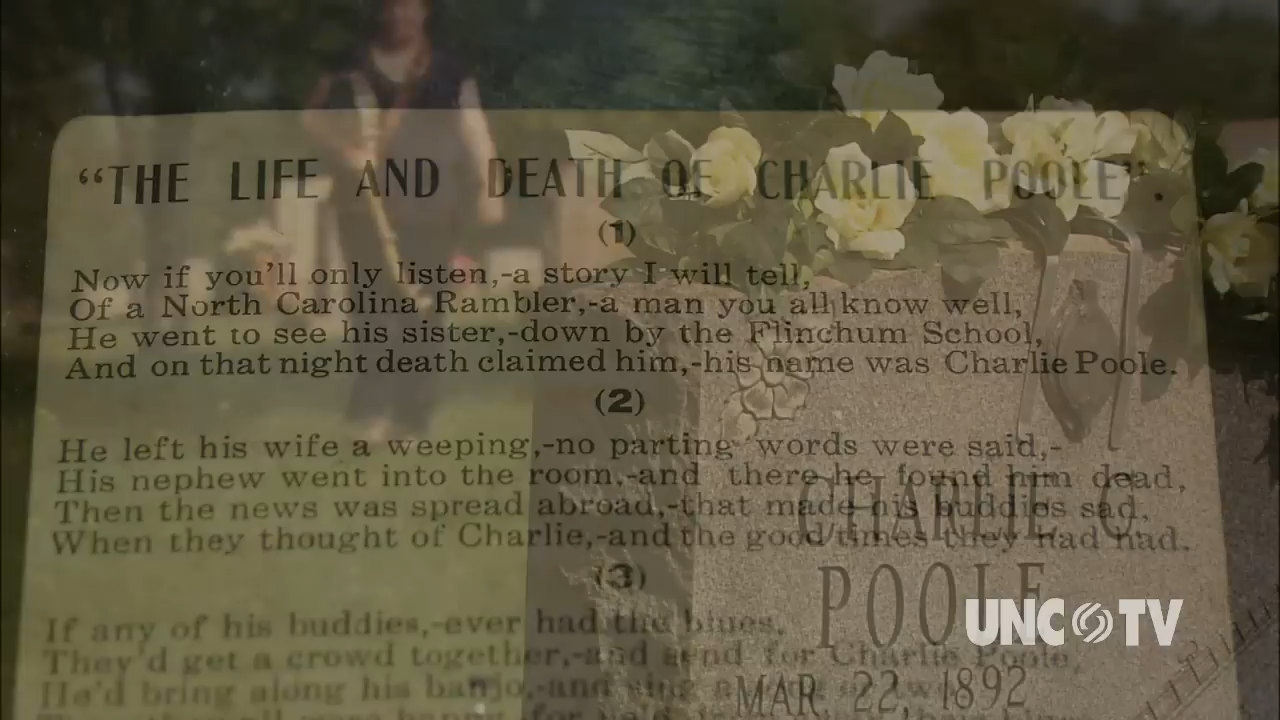 “THE LIFE AND DEATH OF CHARLIE POOLE”
(1)
Now if you'll only listen,-a story I will tell,
Of a North Carolina Rambler,-a man you all know well,
He went to see his sister,-down by the Flinchum School,
And on that night death claimed him,-his name was Charlie Poole.
(2)
He left his wife a weeping,-no parting words were said,-
His nephew went into the room,-and there he found him dead,
Then the news was spread abroad,-that made his buddies sad,
When they thought of Charlie,-and the good times they had had.
(3)
If any of his buddies,-ever had the blues,
They'd get a crowd together,-and send for Charlie Poole,
He'd bring along his banjo,-and sing a
CHARLIE C.
POOLE
MAR. 22, 1892
UNC TV